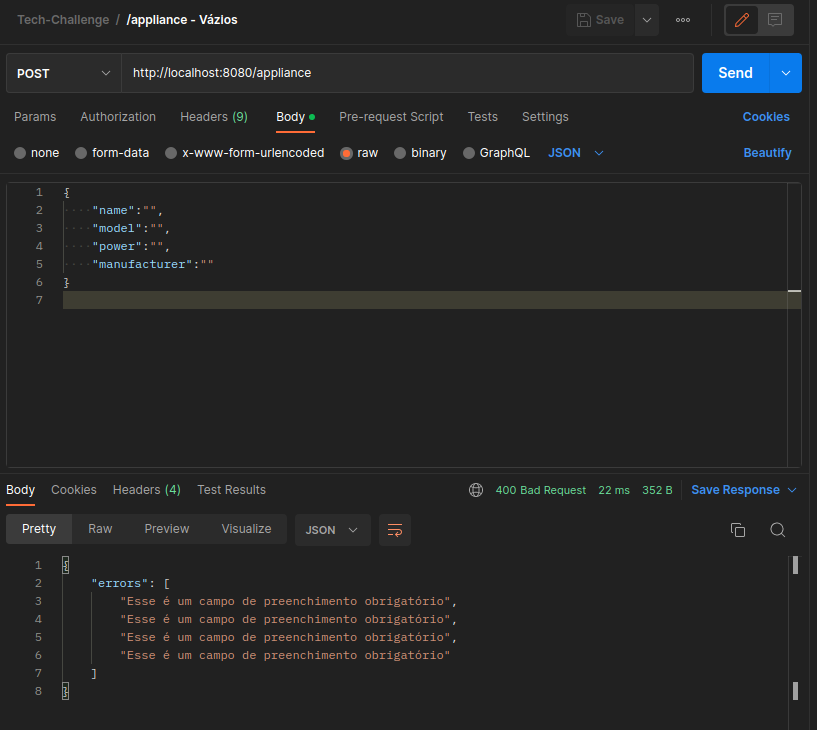 Tech-Challenge / /appliance - Vázios
Save
POST http://localhost:8080/appliance Send
Params Authorization Headers (9) Body Pre-request Script Tests Settings Cookies
none form-data x-www-form-urlencoded raw binary GraphQL JSON Beautify
1 {
2 "name":"",
3 "model":"",
4 "power":"",
5 "manufacturer":""
6 }
7
Body Cookies Headers (4) Test Results 400 Bad Request 22 ms 352 B Save Response
Pretty Raw Preview Visualize JSON
1 {
2 "errors": [
3 "Esse é um campo de preenchimento obrigatório",
4 "Esse é um campo de preenchimento obrigatório",
5 "Esse é um campo de preenchimento obrigatório",
6 "Esse é um campo de preenchimento obrigatório"
7 ]
8 }